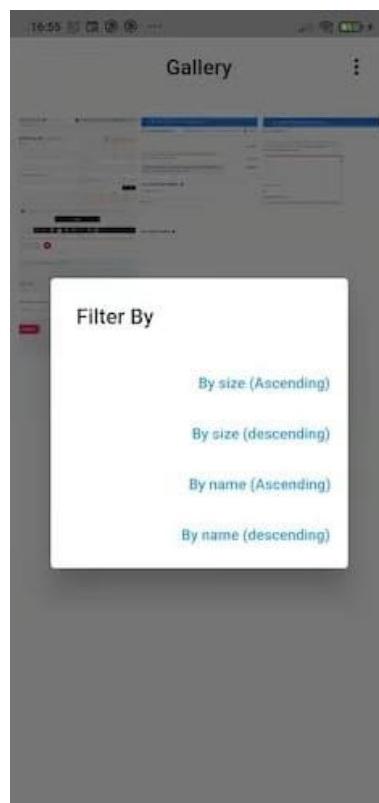 16:55
Gallery
Filter By
By size (Ascending)
By size (descending)
By name (Ascending)
By name (descending)